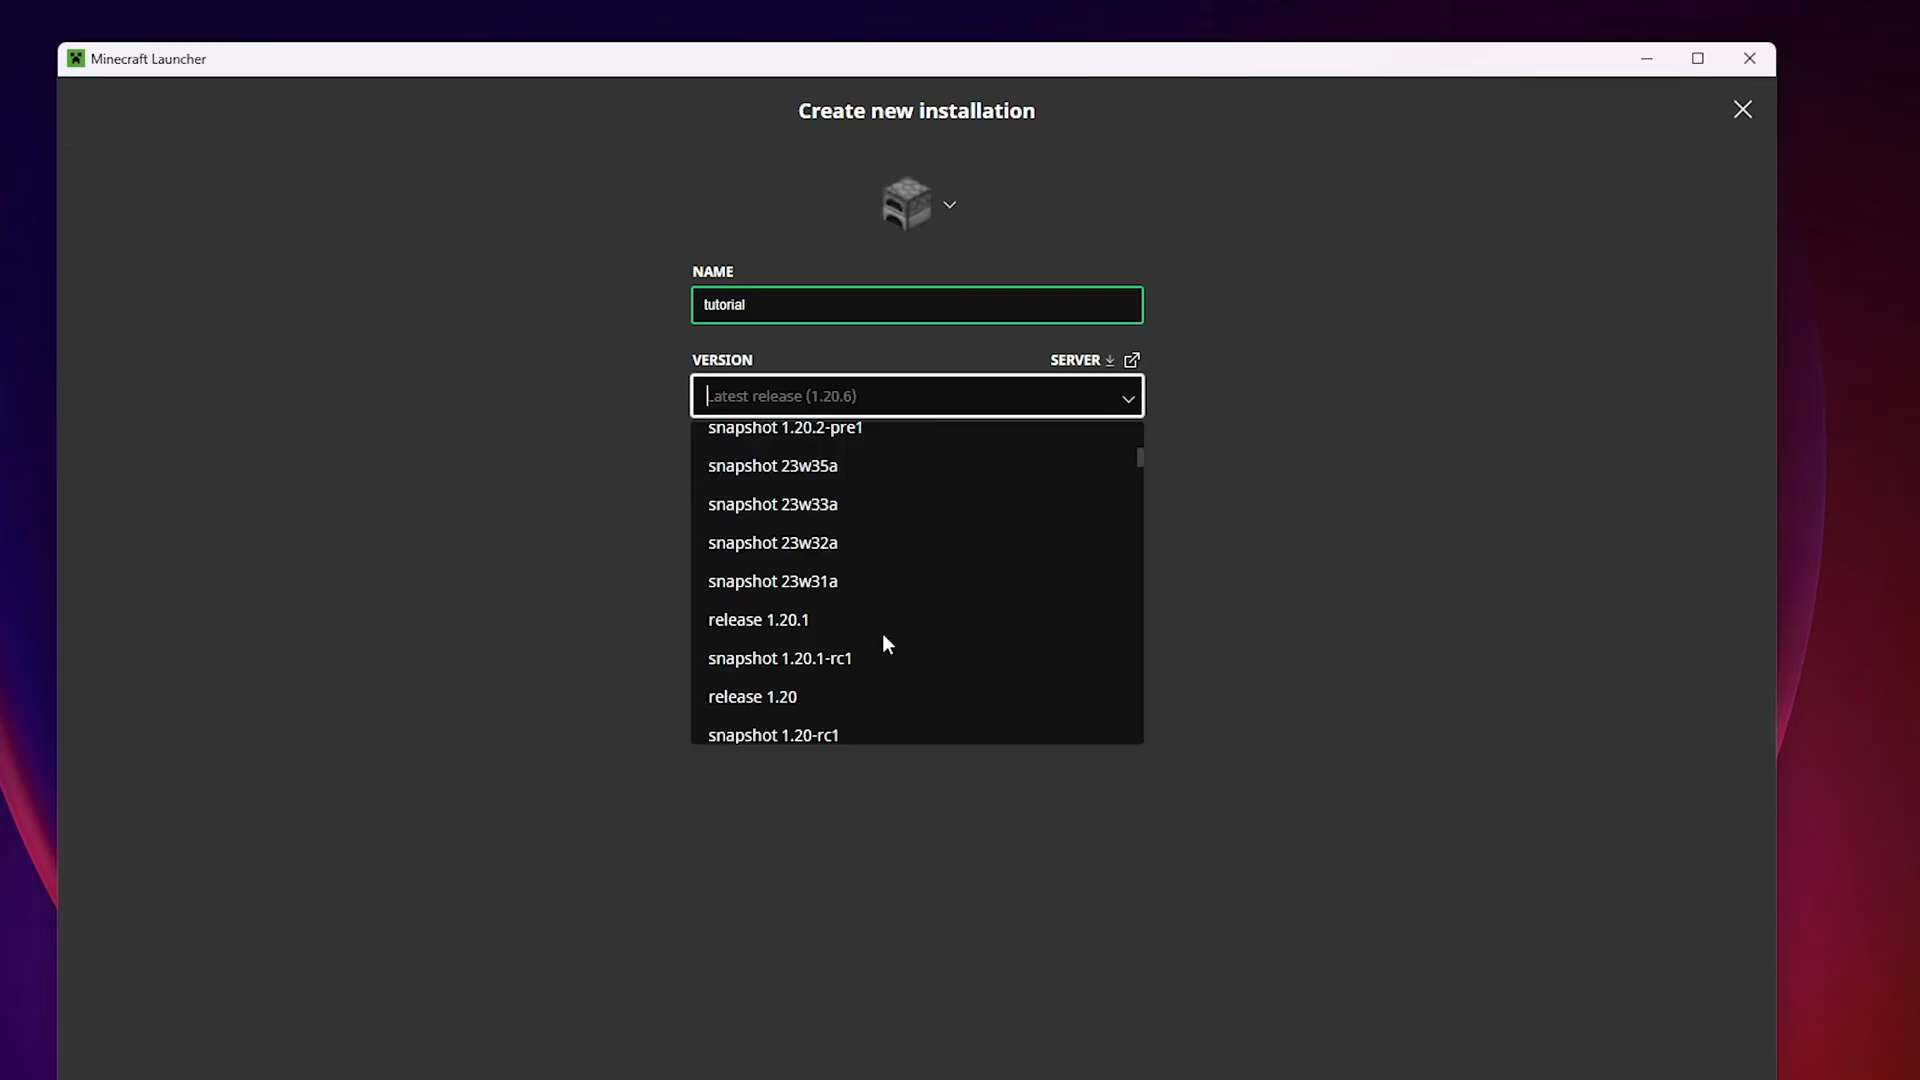 Minecraft Launcher
Create new installation
NAME
tutorial
VERSION
SERVER
Latest release (1.20.6)
snapshot 1.20.2-pre1
snapshot 23w35a
snapshot 23w33a
snapshot 23w32a
snapshot 23w31a
release 1.20.1
snapshot 1.20.1-rc1
release 1.20
snapshot 1.20-rc1